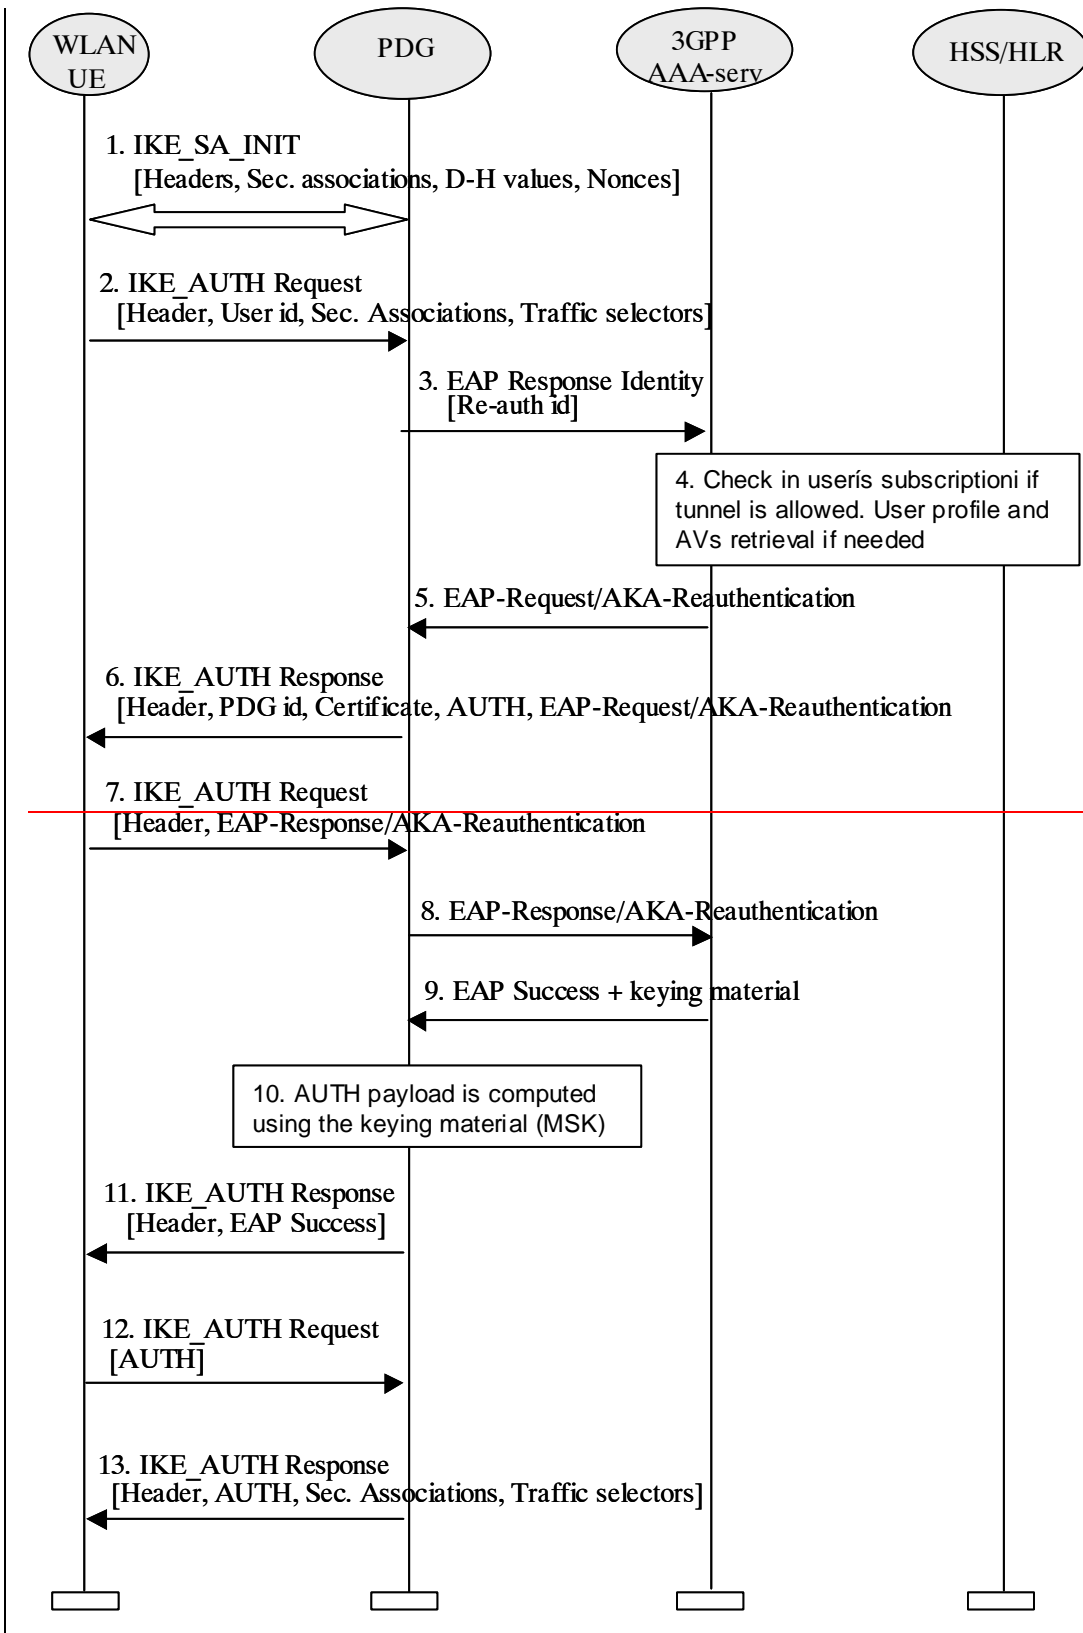 WLAN
UE
PDG
3GPP
AAA-serv
HSS/HLR
1. IKE_SA_INIT
[Headers, Sec. associations, D-H values, Nonces]
2. IKE_AUTH Request
[Header, User id, Sec. Associations, Traffic selectors]
3. EAP Response Identity
[Re-auth id]
4. Check in userís subscriptioni if
tunnel is allowed. User profile and
AVs retrieval if needed
5. EAP-Request/AKA-Reauthentication
6. IKE_AUTH Response
[Header, PDG id, Certificate, AUTH, EAP-Request/AKA-Reauthentication
7. IKE_AUTH Request
[Header, EAP-Response/AKA-Reauthentication
8. EAP-Response/AKA-Reauthentication
9. EAP Success + keying material
10. AUTH payload is computed
using the keying material (MSK)
11. IKE_AUTH Response
[Header, EAP Success]
12. IKE_AUTH Request
[AUTH]
13. IKE_AUTH Response
[Header, AUTH, Sec. Associations, Traffic selectors]